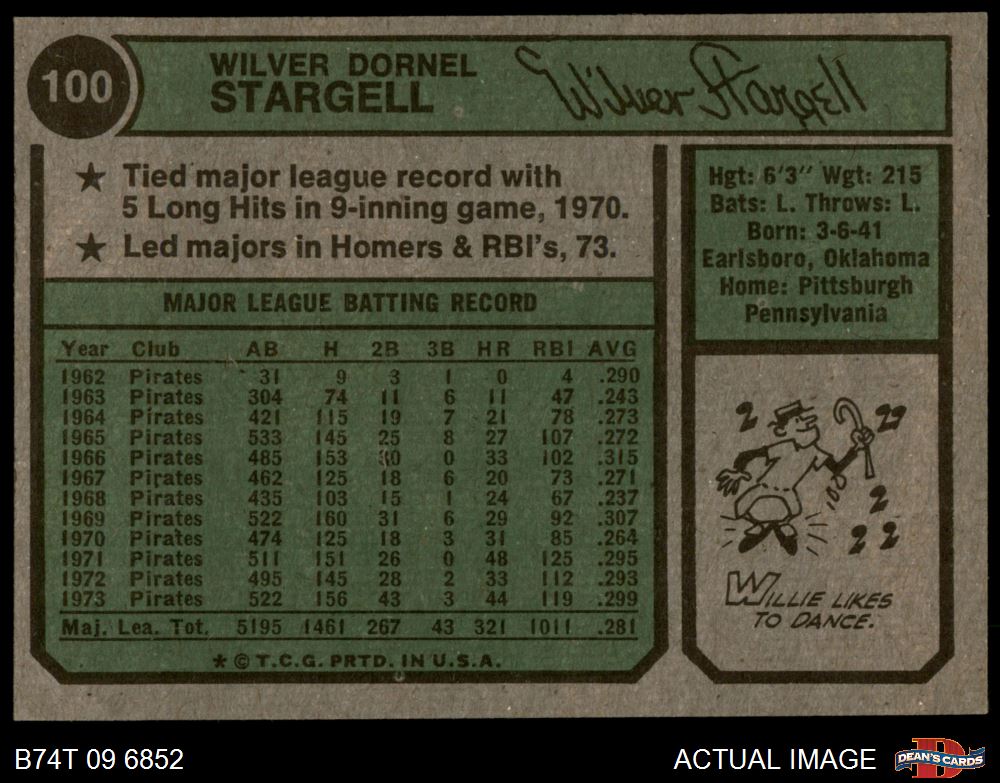 100
WILVER DORNEL
STARGELL
Wilver Stargell
★ Tied major league record with
5 Long Hits in 9-inning game, 1970.
★ Led majors in Homers & RBI's, 73.
MAJOR LEAGUE BATTING RECORD
Year Club AB H 2B 3B HR RBI AVG
1962 Pirates 31 9 3 1 0 4 .290
1963 Pirates 304 74 11 6 11 47 .243
1964 Pirates 421 115 19 7 21 78 .273
1965 Pirates 533 145 25 8 27 107 .272
1966 Pirates 485 153 30 0 33 102 .315
1967 Pirates 462 125 18 6 20 73 .271
1968 Pirates 435 103 15 1 24 67 .237
1969 Pirates 522 160 31 6 29 92 .307
1970 Pirates 474 125 18 3 31 85 .264
1971 Pirates 511 151 26 0 48 125 .295
1972 Pirates 495 145 28 2 33 112 .293
1973 Pirates 522 156 43 3 44 119 .299
Maj. Lea. Tot. 5195 1461 267 43 321 1011 .281
* © T.C.G. PRTD. IN U.S.A.
Hgt: 6'3" Wgt: 215
Bats: L. Throws: L.
Born: 3-6-41
Earlsboro, Oklahoma
Home: Pittsburgh
Pennsylvania
WILLIE LIKES
TO DANCE.
B74T 09 6852
ACTUAL IMAGE
DEAN'S CARDS